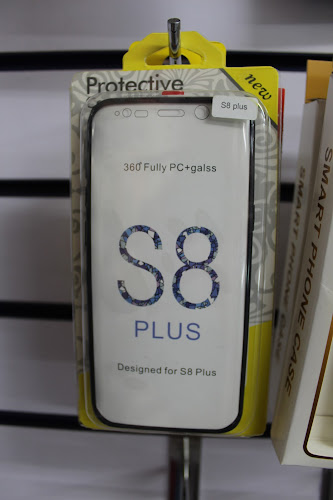 Protective
new
S8 plus
360° Fully PC+galss
S8
PLUS
Designed for S8 Plus
SMART PHONE CASE
SMART PHONE CASE